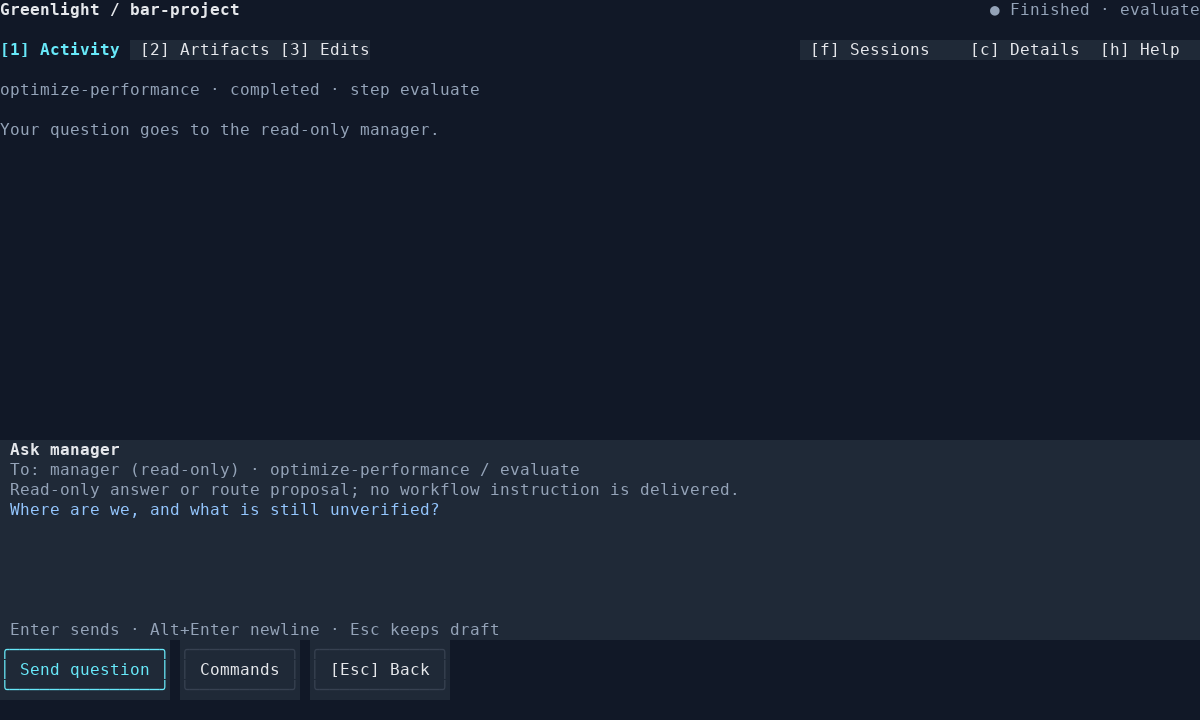 Greenlight / bar-project ● Finished · evaluate
[1] Activity [2] Artifacts [3] Edits [f] Sessions [c] Details [h] Help
optimize-performance · completed · step evaluate
Your question goes to the read-only manager.
Ask manager
To: manager (read-only) · optimize-performance / evaluate
Read-only answer or route proposal; no workflow instruction is delivered.
Where are we, and what is still unverified?
Enter sends · Alt+Enter newline · Esc keeps draft
Send question Commands [Esc] Back